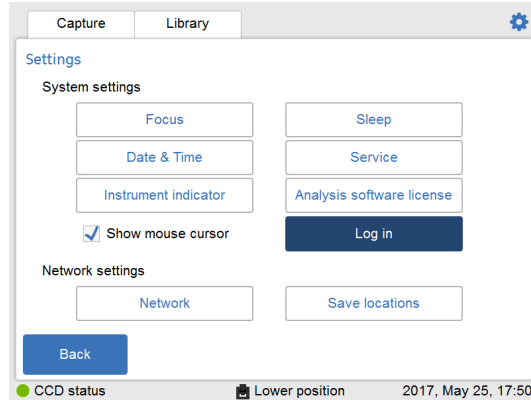 Capture Library
Settings
System settings
Focus Sleep
Date & Time Service
Instrument indicator Analysis software license
Show mouse cursor Log in
Network settings
Network Save locations
Back
CCD status Lower position 2017, May 25, 17:50